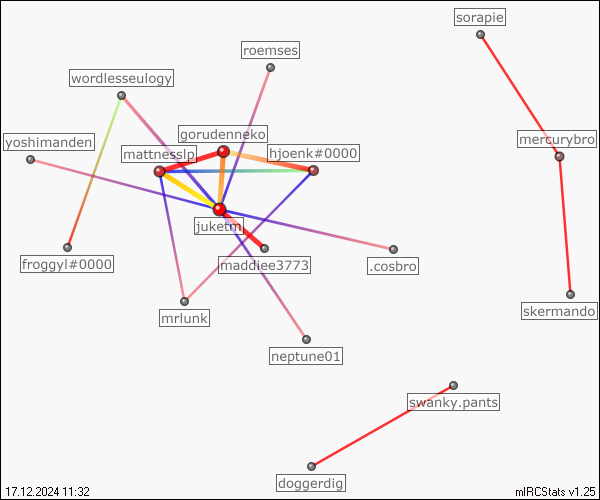 sorapie
roemses
wordlesseulogy
gorudenneko
mercurybro
yoshimanden
mattnesslp
hjoenk#0000
juketm
froggyl#0000
maddiee3773
.cosbro
mrlunk
skermando
neptune01
swanky.pants
doggerdig
17.12.2024 11:32
mIRCStats v1.25